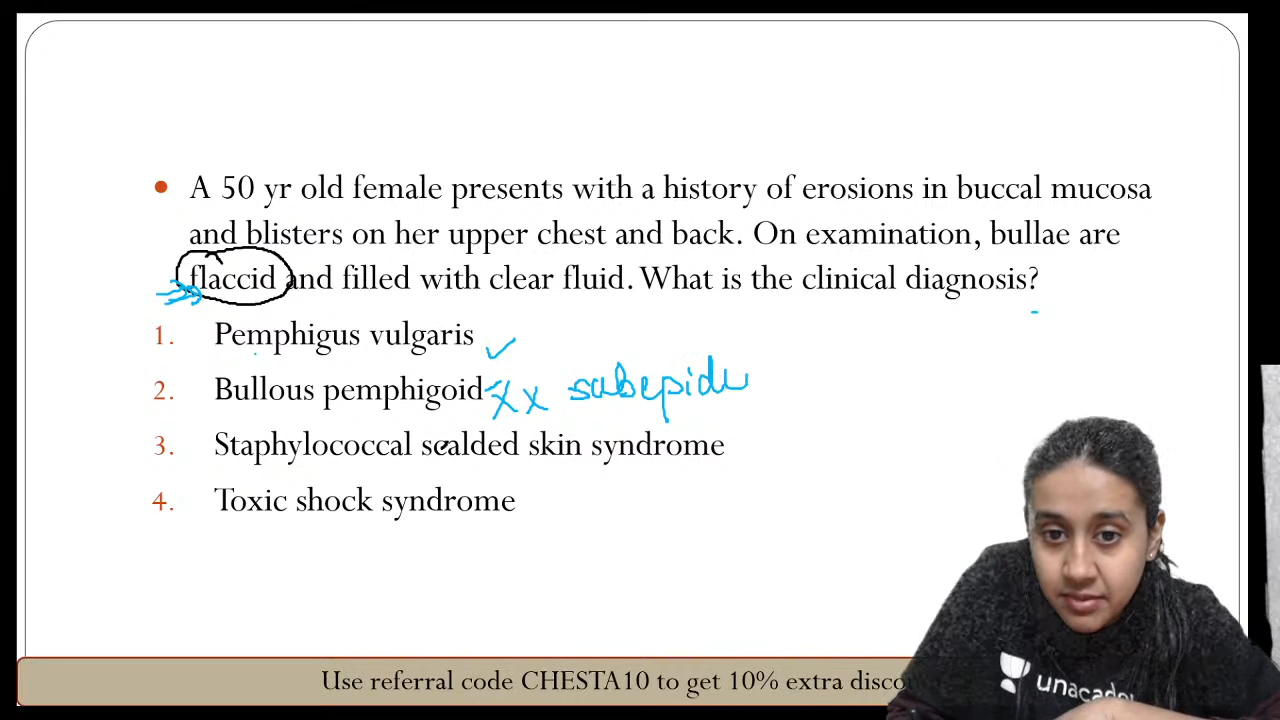 • A 50 yr old female presents with a history of erosions in buccal mucosa
and blisters on her upper chest and back. On examination, bullae are
flaccid and filled with clear fluid. What is the clinical diagnosis?
1. Pemphigus vulgaris
2. Bullous pemphigoid xx subepide
3. Staphylococcal scalded skin syndrome
4. Toxic shock syndrome
Use referral code CHESTA10 to get 10% extra